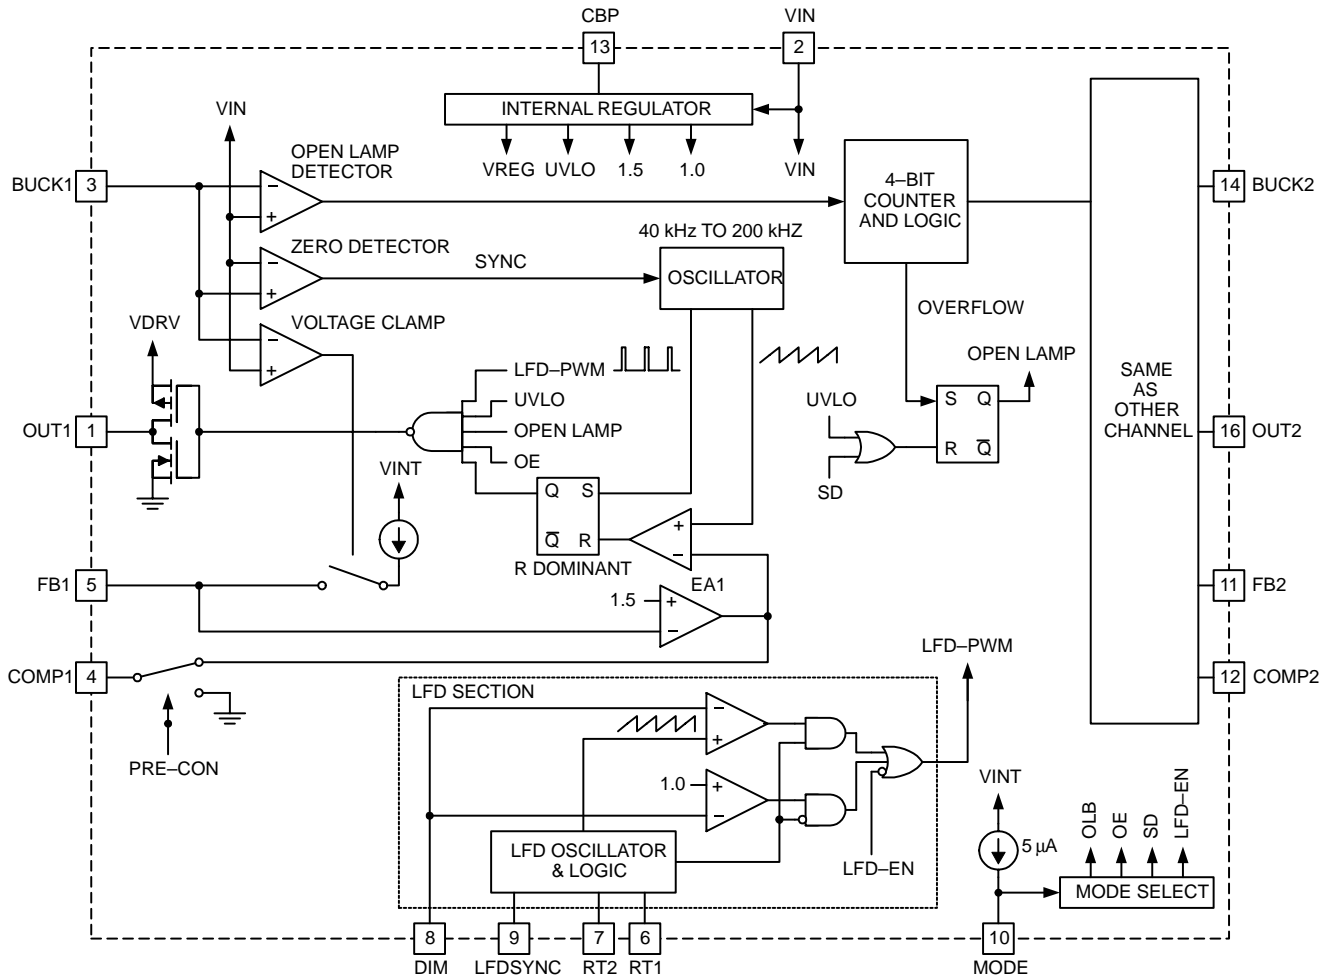 CBP
VIN
13
2
VIN
INTERNAL REGULATOR
OPEN LAMP
DETECTOR
VREG
UVLO
1.5
1.0
VIN
BUCK1
3
−
+
4–BIT
COUNTER
AND LOGIC
14
BUCK2
40 kHz TO 200 kHZ
ZERO DETECTOR
SYNC
−
+
OSCILLATOR
OVERFLOW
VDRV
VOLTAGE CLAMP
−
+
LFD–PWM
OPEN LAMP
SAME
AS
OTHER
CHANNEL
UVLO
UVLO
S
Q
OUT1
1
OPEN LAMP
16
OUT2
OE
R
Q
VINT
SD
Q
S
+
Q
R
−
R DOMINANT
FB1
5
EA1
11
FB2
1.5
+
−
LFD–PWM
COMP1
4
12
COMP2
LFD SECTION
−
+
PRE–CON
1.0
+
−
VINT
OLB
OE
SD
LFD–EN
LFD OSCILLATOR
& LOGIC
5 µA
LFD–EN
MODE SELECT
8
9
7
6
10
DIM
LFDSYNC
RT2
RT1
MODE